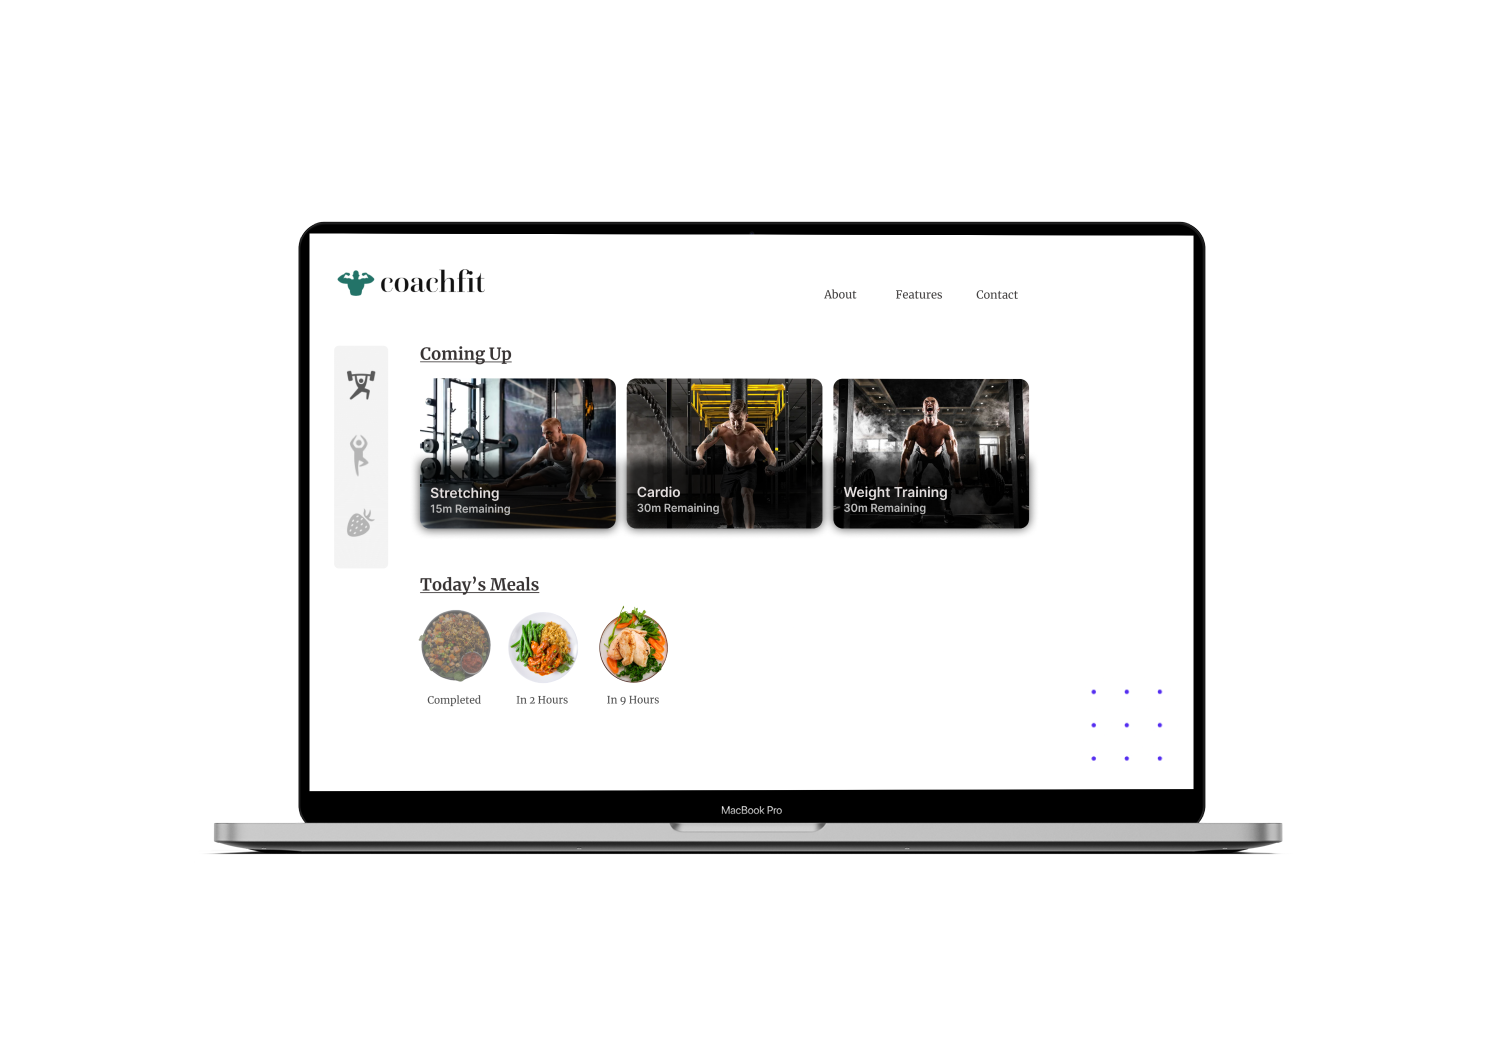 coachfit
About Features Contact
Coming Up
Stretching
15m Remaining
Cardio
30m Remaining
Weight Training
30m Remaining
Today’s Meals
Completed
In 2 Hours
In 9 Hours
MacBook Pro